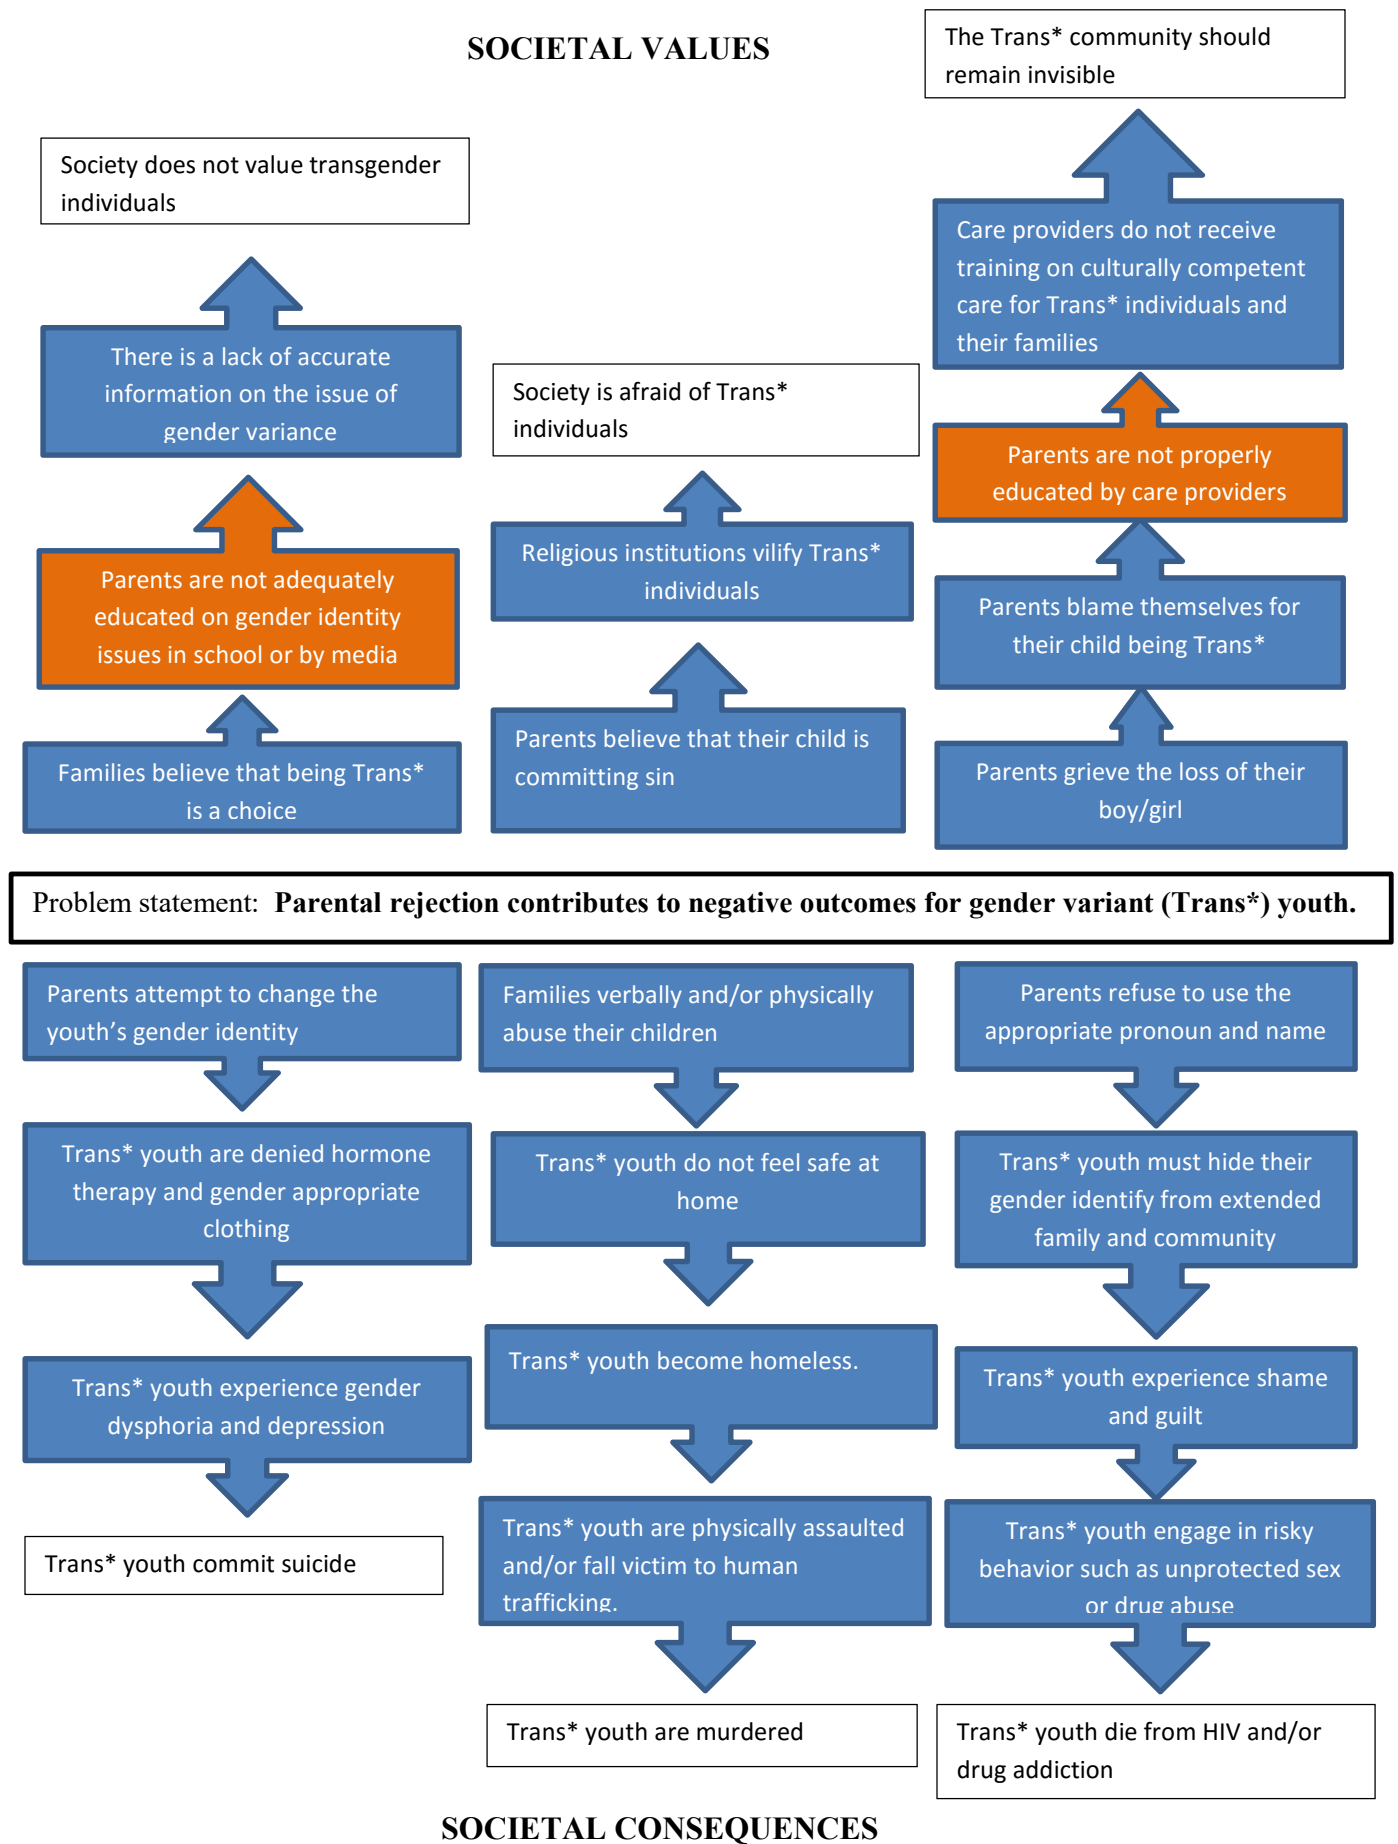 SOCIETAL VALUES
The Trans* community should
remain invisible
Society does not value transgender
individuals
Care providers do not receive
training on culturally competent
care for Trans* individuals and
their families
There is a lack of accurate
information on the issue of
gender variance
Society is afraid of Trans*
individuals
Parents are not properly
educated by care providers
Religious institutions vilify Trans*
individuals
Parents are not adequately
educated on gender identity
issues in school or by media
Parents blame themselves for
their child being Trans*
Parents believe that their child is
committing sin
Families believe that being Trans*
is a choice
Parents grieve the loss of their
boy/girl
Problem statement: Parental rejection contributes to negative outcomes for gender variant (Trans*) youth.
Parents attempt to change the
youth’s gender identity
Families verbally and/or physically
abuse their children
Parents refuse to use the
appropriate pronoun and name
Trans* youth are denied hormone
therapy and gender appropriate
clothing
Trans* youth do not feel safe at
home
Trans* youth must hide their
gender identify from extended
family and community
Trans* youth experience gender
dysphoria and depression
Trans* youth become homeless.
Trans* youth experience shame
and guilt
Trans* youth commit suicide
Trans* youth are physically assaulted
and/or fall victim to human
trafficking.
Trans* youth engage in risky
behavior such as unprotected sex
or drug abuse
Trans* youth are murdered
Trans* youth die from HIV and/or
drug addiction
SOCIETAL CONSEQUENCES